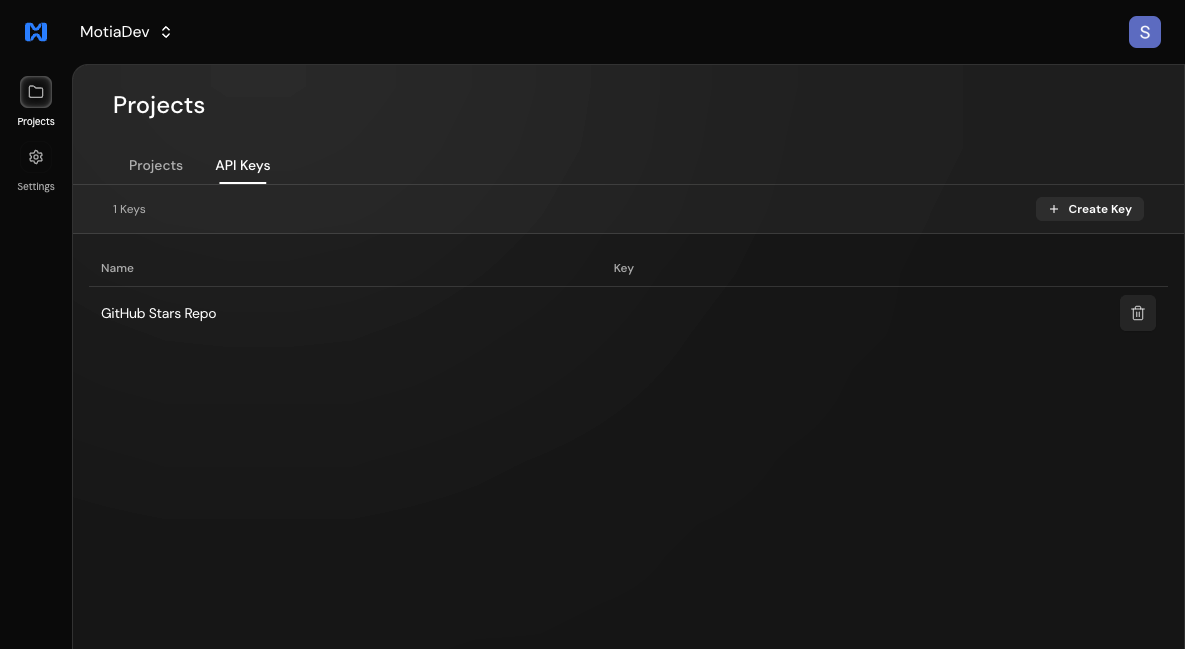 MotiaDev
S
Projects
Settings
Projects
Projects API Keys
1 Keys
+ Create Key
Name Key
GitHub Stars Repo